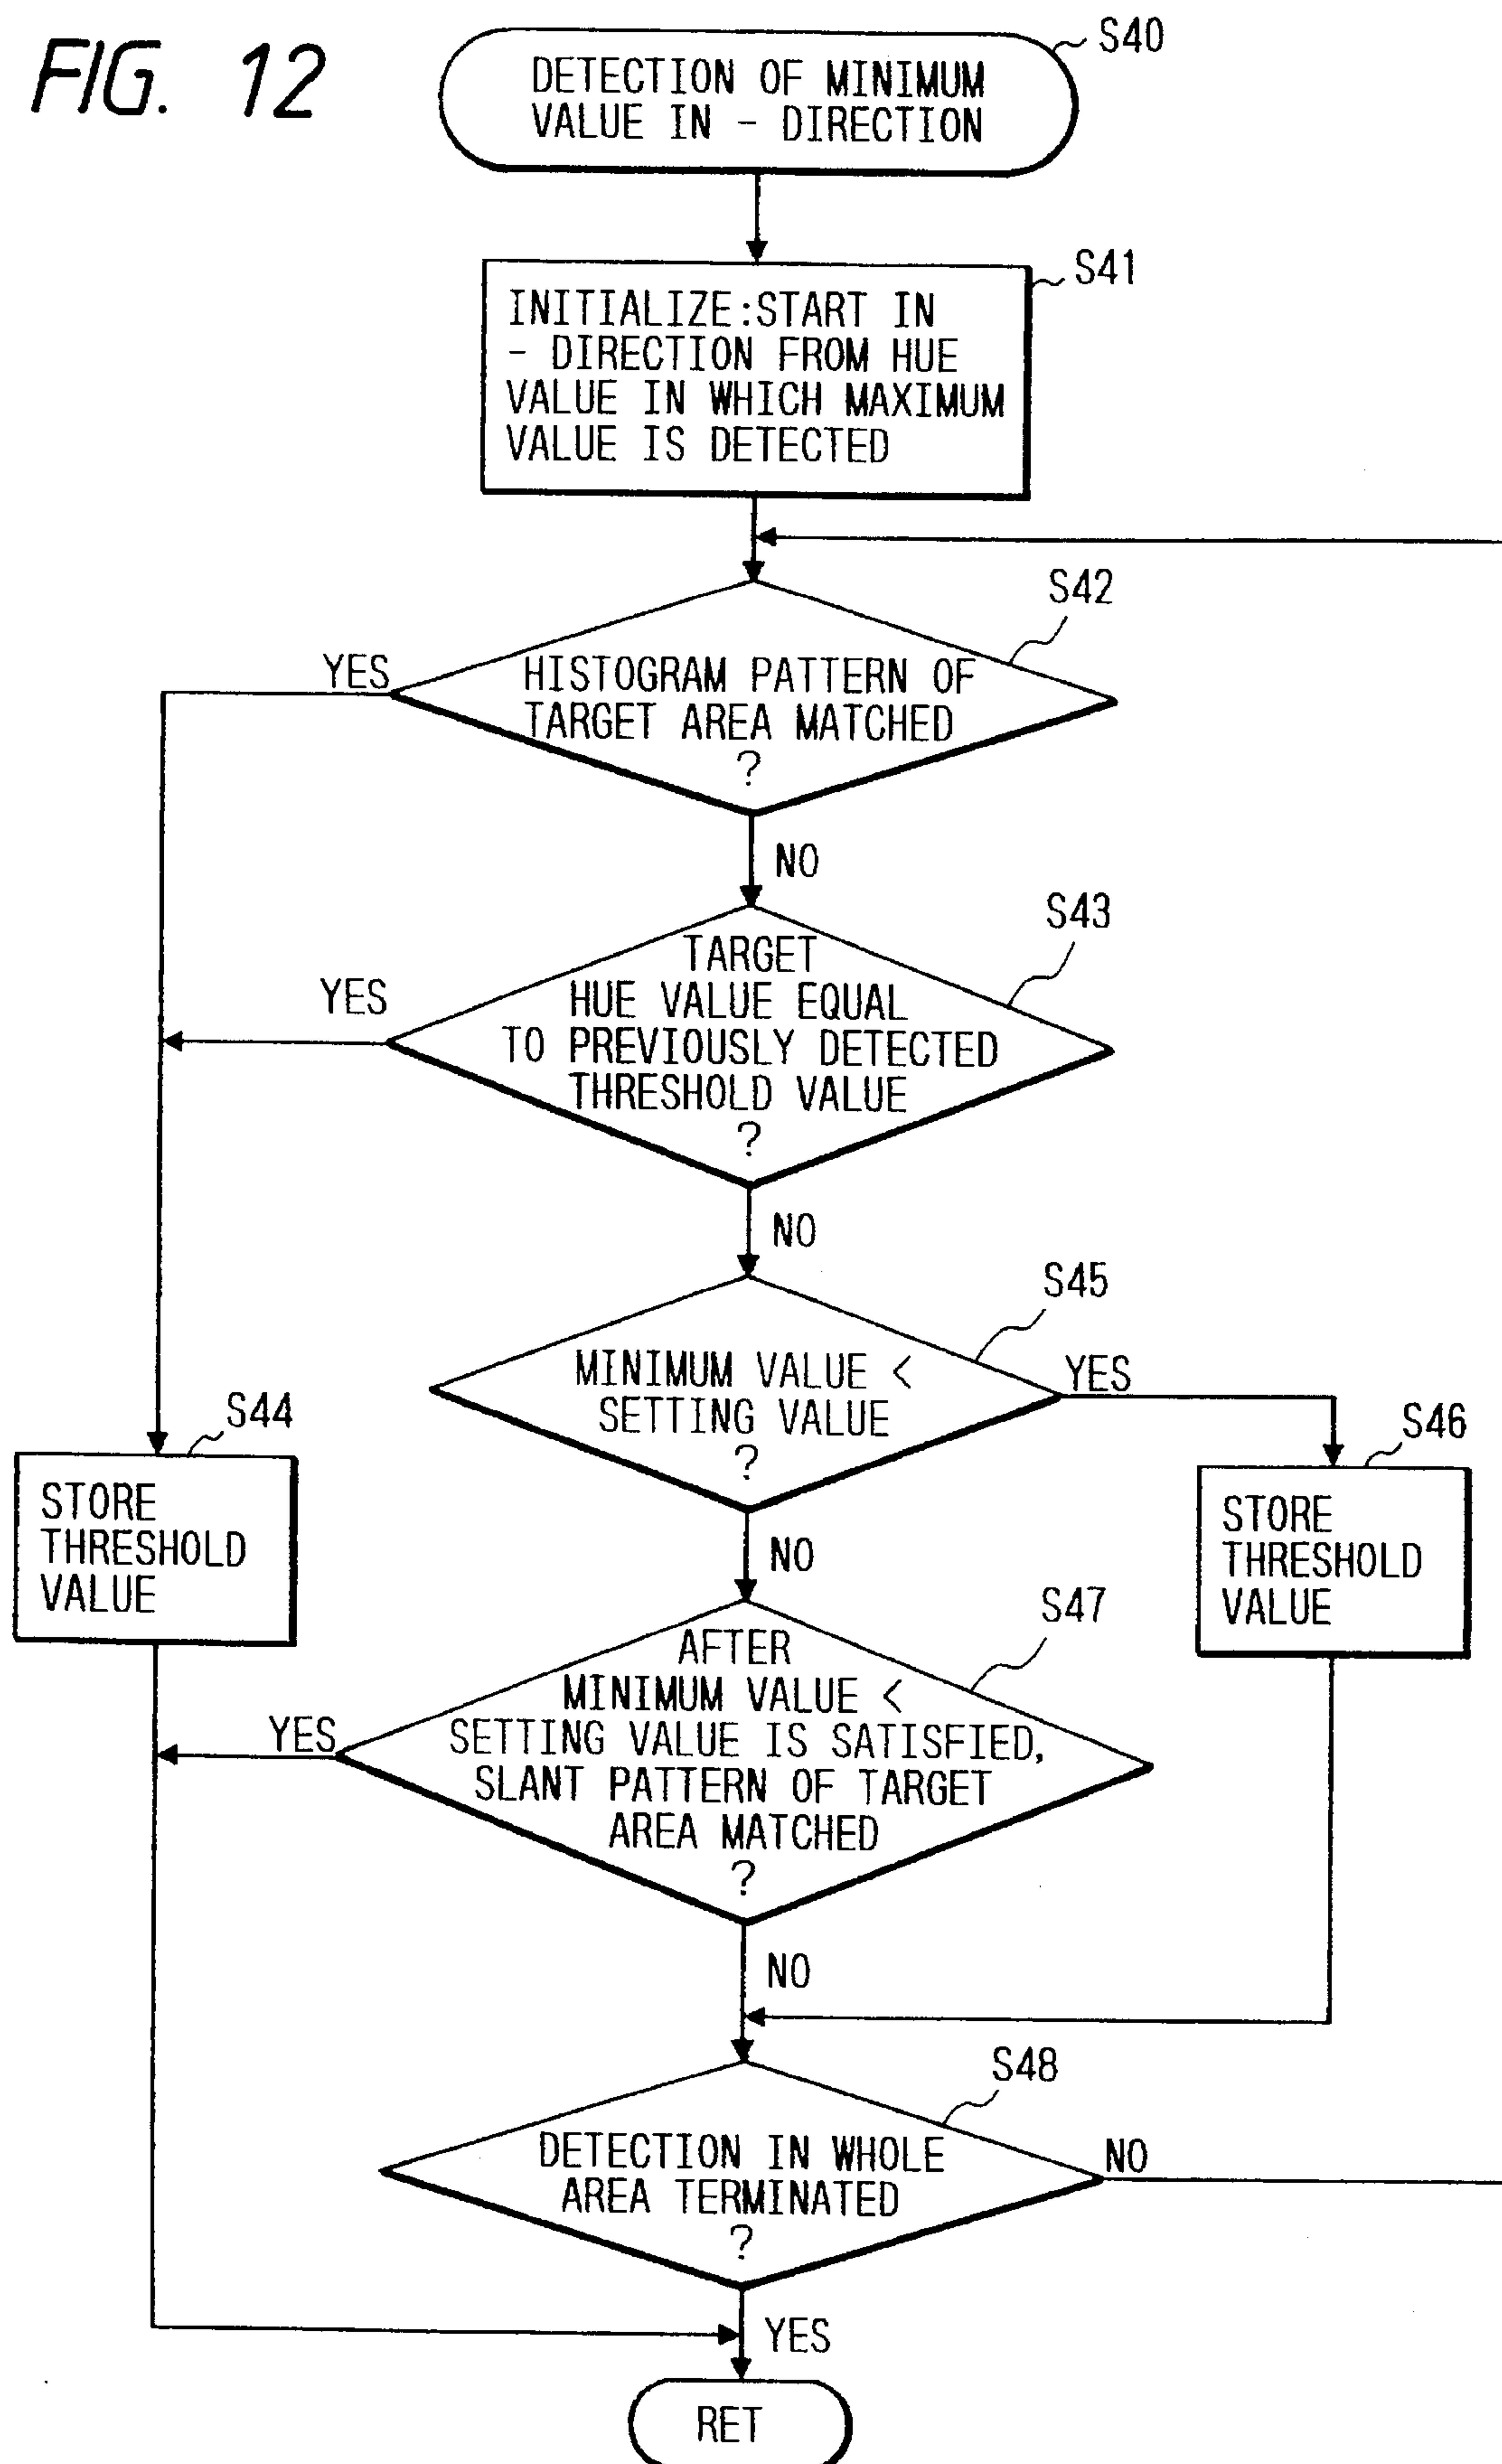 FIG. 12
S40
DETECTION OF MINIMUM
VALUE IN - DIRECTION
S41
INITIALIZE:START IN
- DIRECTION FROM HUE
VALUE IN WHICH MAXIMUM
VALUE IS DETECTED
S42
YES
HISTOGRAM PATTERN OF
TARGET AREA MATCHED
?
NO
S43
YES
TARGET
HUE VALUE EQUAL
TO PREVIOUSLY DETECTED
THRESHOLD VALUE
?
NO
S45
MINIMUM VALUE <
SETTING VALUE
?
YES
S44
STORE
THRESHOLD
VALUE
S46
STORE
THRESHOLD
VALUE
NO
S47
AFTER
MINIMUM VALUE <
SETTING VALUE IS SATISFIED,
SLANT PATTERN OF TARGET
AREA MATCHED
?
YES
NO
S48
DETECTION IN WHOLE
AREA TERMINATED
?
NO
YES
RET